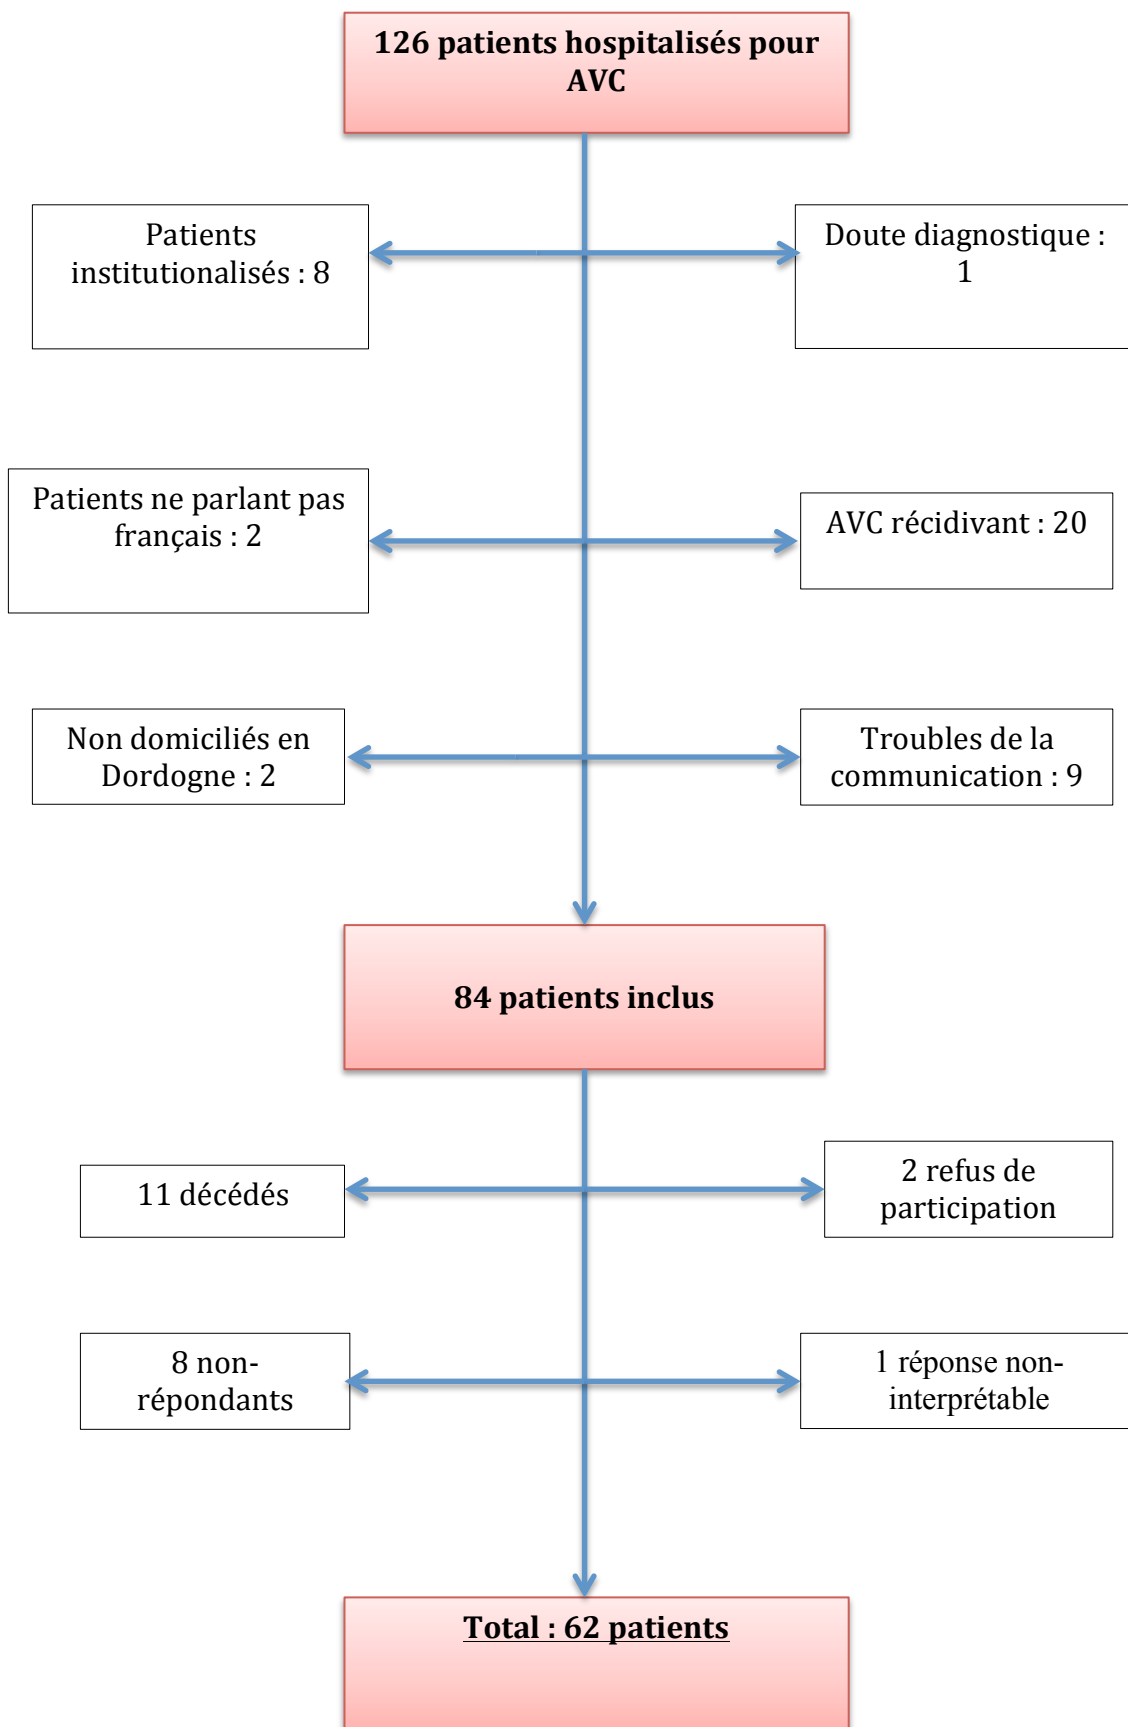 126 patients hospitalisés pour
AVC
Patients
institutionalisés : 8
Doute diagnostique :
1
Patients ne parlant pas
français : 2
AVC récidivant : 20
Non domiciliés en
Dordogne : 2
Troubles de la
communication : 9
84 patients inclus
11 décédés
2 refus de
participation
8 non-
répondants
1 réponse non-
interprétable
Total : 62 patients